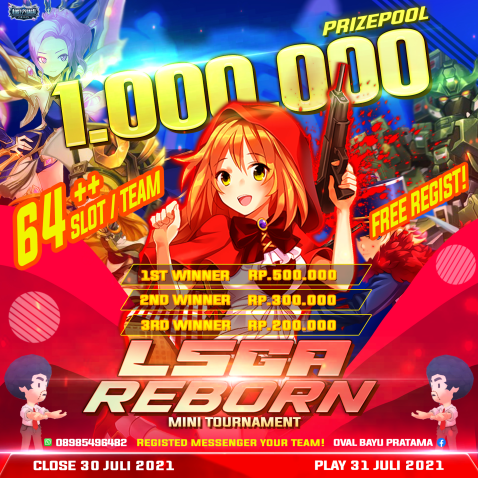 PRIZEPOOL
1.000.000
64++
SLOT / TEAM
FREE REGIST!
1ST WINNER RP.500.000
2ND WINNER RP.300.000
3RD WINNER RP.200.000
LSGA
REBORN
MINI TOURNAMENT
08985496482 REGISTED MESSENGER YOUR TEAM! OVAL BAYU PRATAMA
CLOSE 30 JULI 2021 PLAY 31 JULI 2021